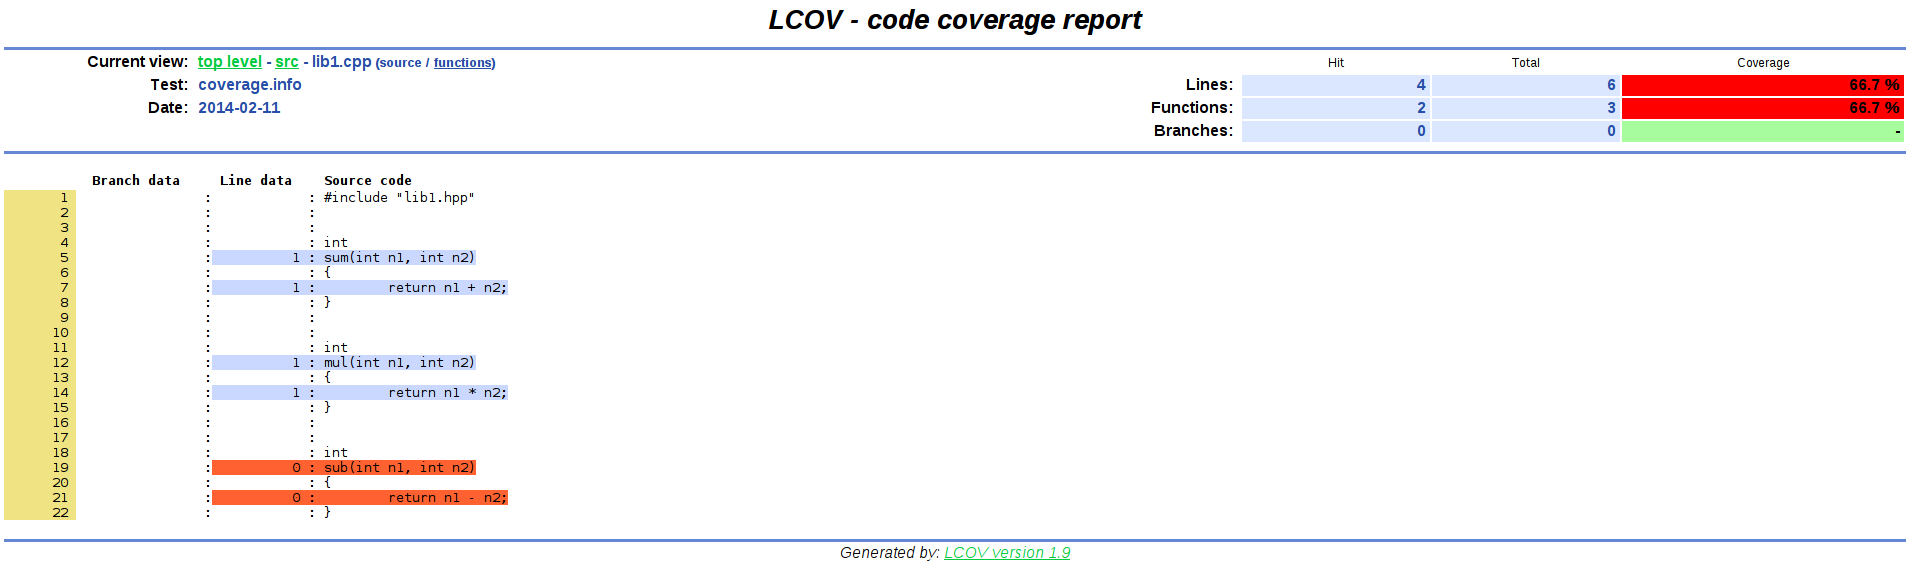 LCOV - code coverage report
Current view: top level - src - lib1.cpp (source / functions)
Hit Total Coverage
Test: coverage.info
Lines: 4 6 66.7 %
Date: 2014-02-11
Functions: 2 3 66.7 %
Branches: 0 0 -
Branch data Line data Source code
1 : : #include "lib1.hpp"
2 : :
3 : :
4 : : int
5 : 1 : sum(int n1, int n2)
6 : : {
7 : 1 : return n1 + n2;
8 : : }
9 : :
10 : :
11 : : int
12 : 1 : mul(int n1, int n2)
13 : : {
14 : 1 : return n1 * n2;
15 : : }
16 : :
17 : :
18 : : int
19 : 0 : sub(int n1, int n2)
20 : : {
21 : 0 : return n1 - n2;
22 : : }
Generated by: LCOV version 1.9